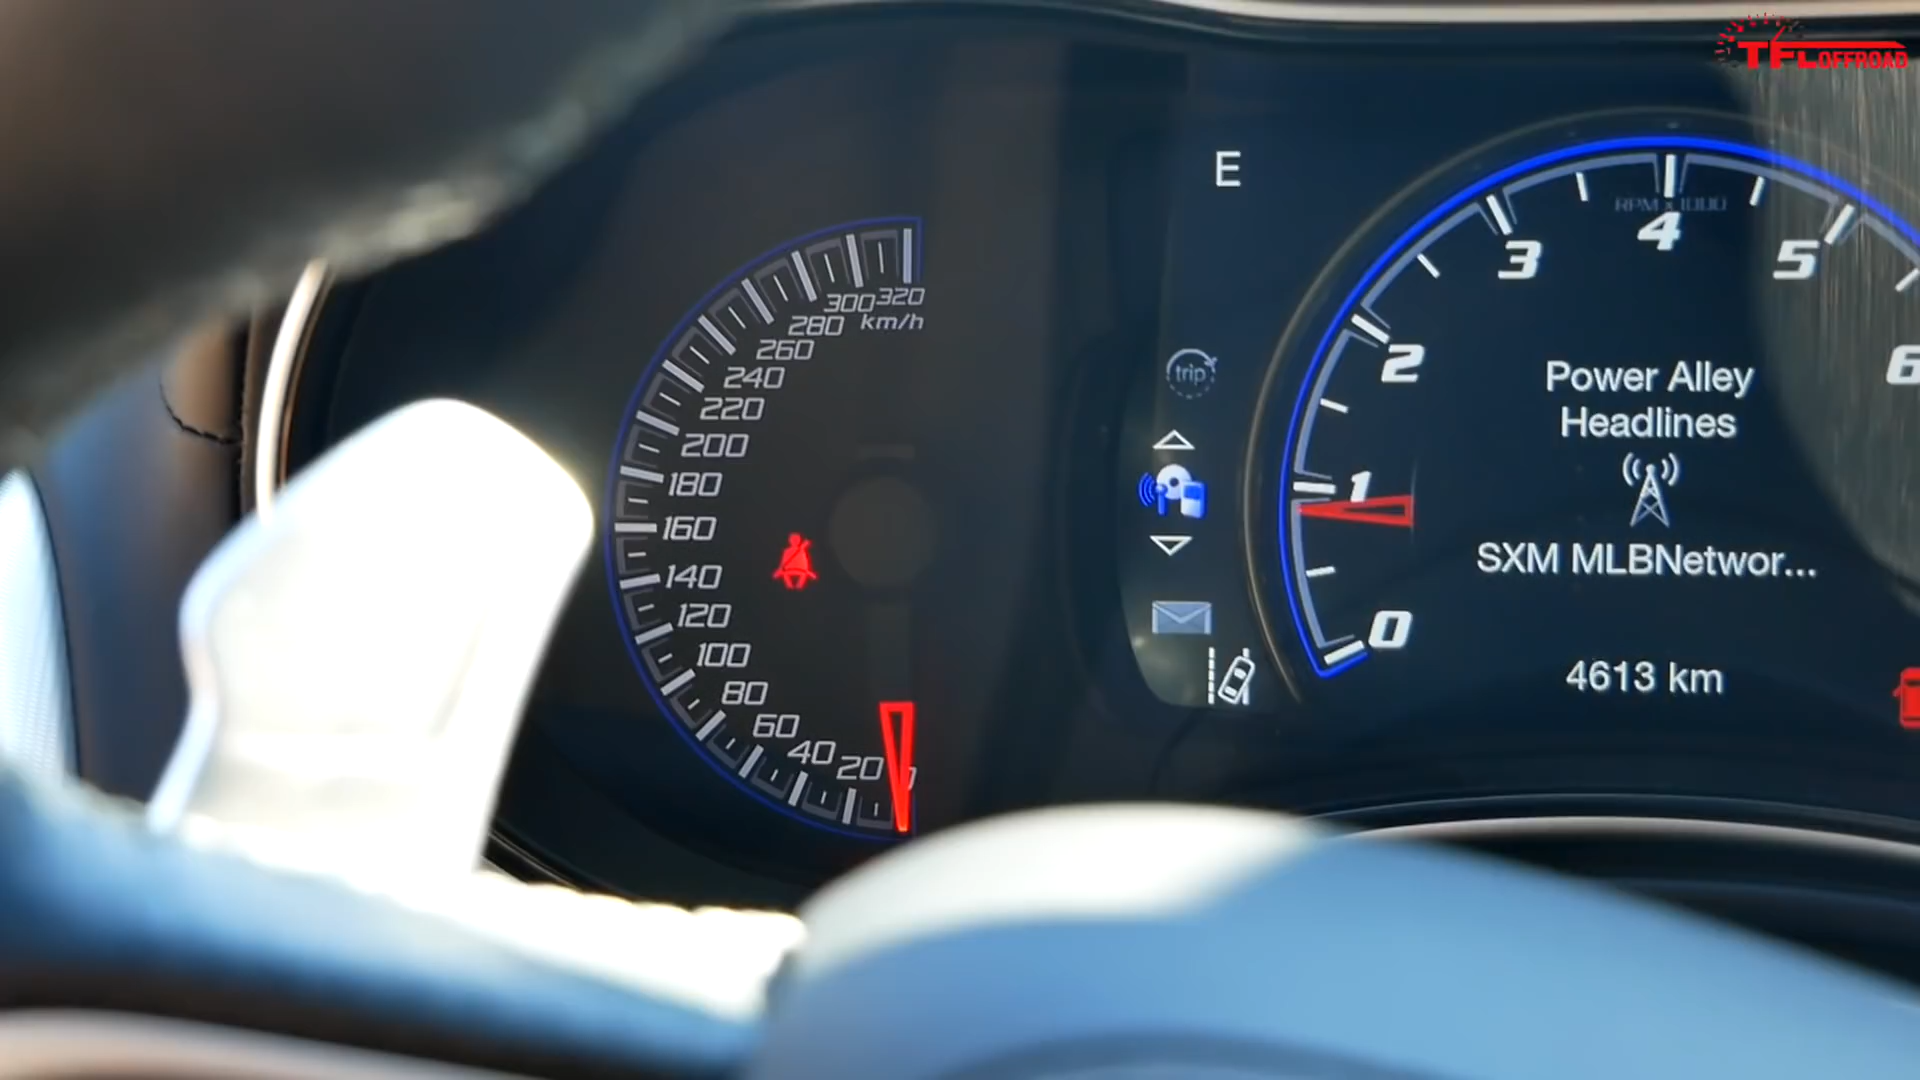 TFLOFFROAD
E
320
300
km/h
280
260
240
220
200
180
160
140
120
100
80
60
40
20
trip
RPM x 1000
0
1
2
3
4
5
6
Power Alley
Headlines
SXM MLBNetwor...
4613 km